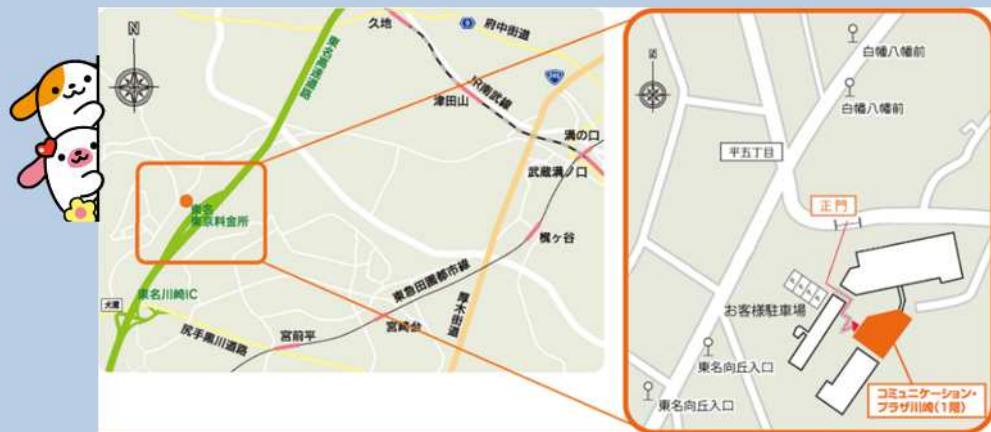 N
久地
府中街道
東名高速道路
JR南武線
津田山
246
溝の口
武蔵溝ノ口
梶ヶ谷
東名
東京料金所
東急田園都市線
厚木街道
東名川崎IC
犬蔵
宮崎台
宮前平
尻手黒川道路
白幡八幡前
白幡八幡前
平五丁目
正門
お客様駐車場
東名向丘入口
東名向丘入口
コミュニケーション・
プラザ川崎(1階)